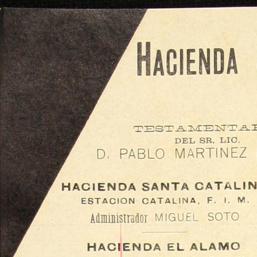 HACIENDA
TESTAMENTAR
DEL SR. LIC.
D. PABLO MARTINEZ
HACIENDA SANTA CATALIN
ESTACION CATALINA, F. I. M.
Administrador MIGUEL SOTO
HACIENDA EL ALAMO